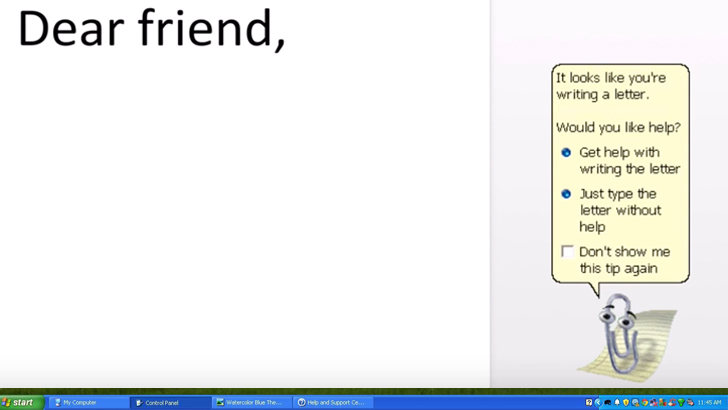 Dear friend,
It looks like you're
writing a letter.
Would you like help?
Get help with
writing the letter
Just type the
letter without
help
Don't show me
this tip again
start
My Computer
Control Panel
Watercolor Blue The...
Help and Support Ce...
11:45 AM